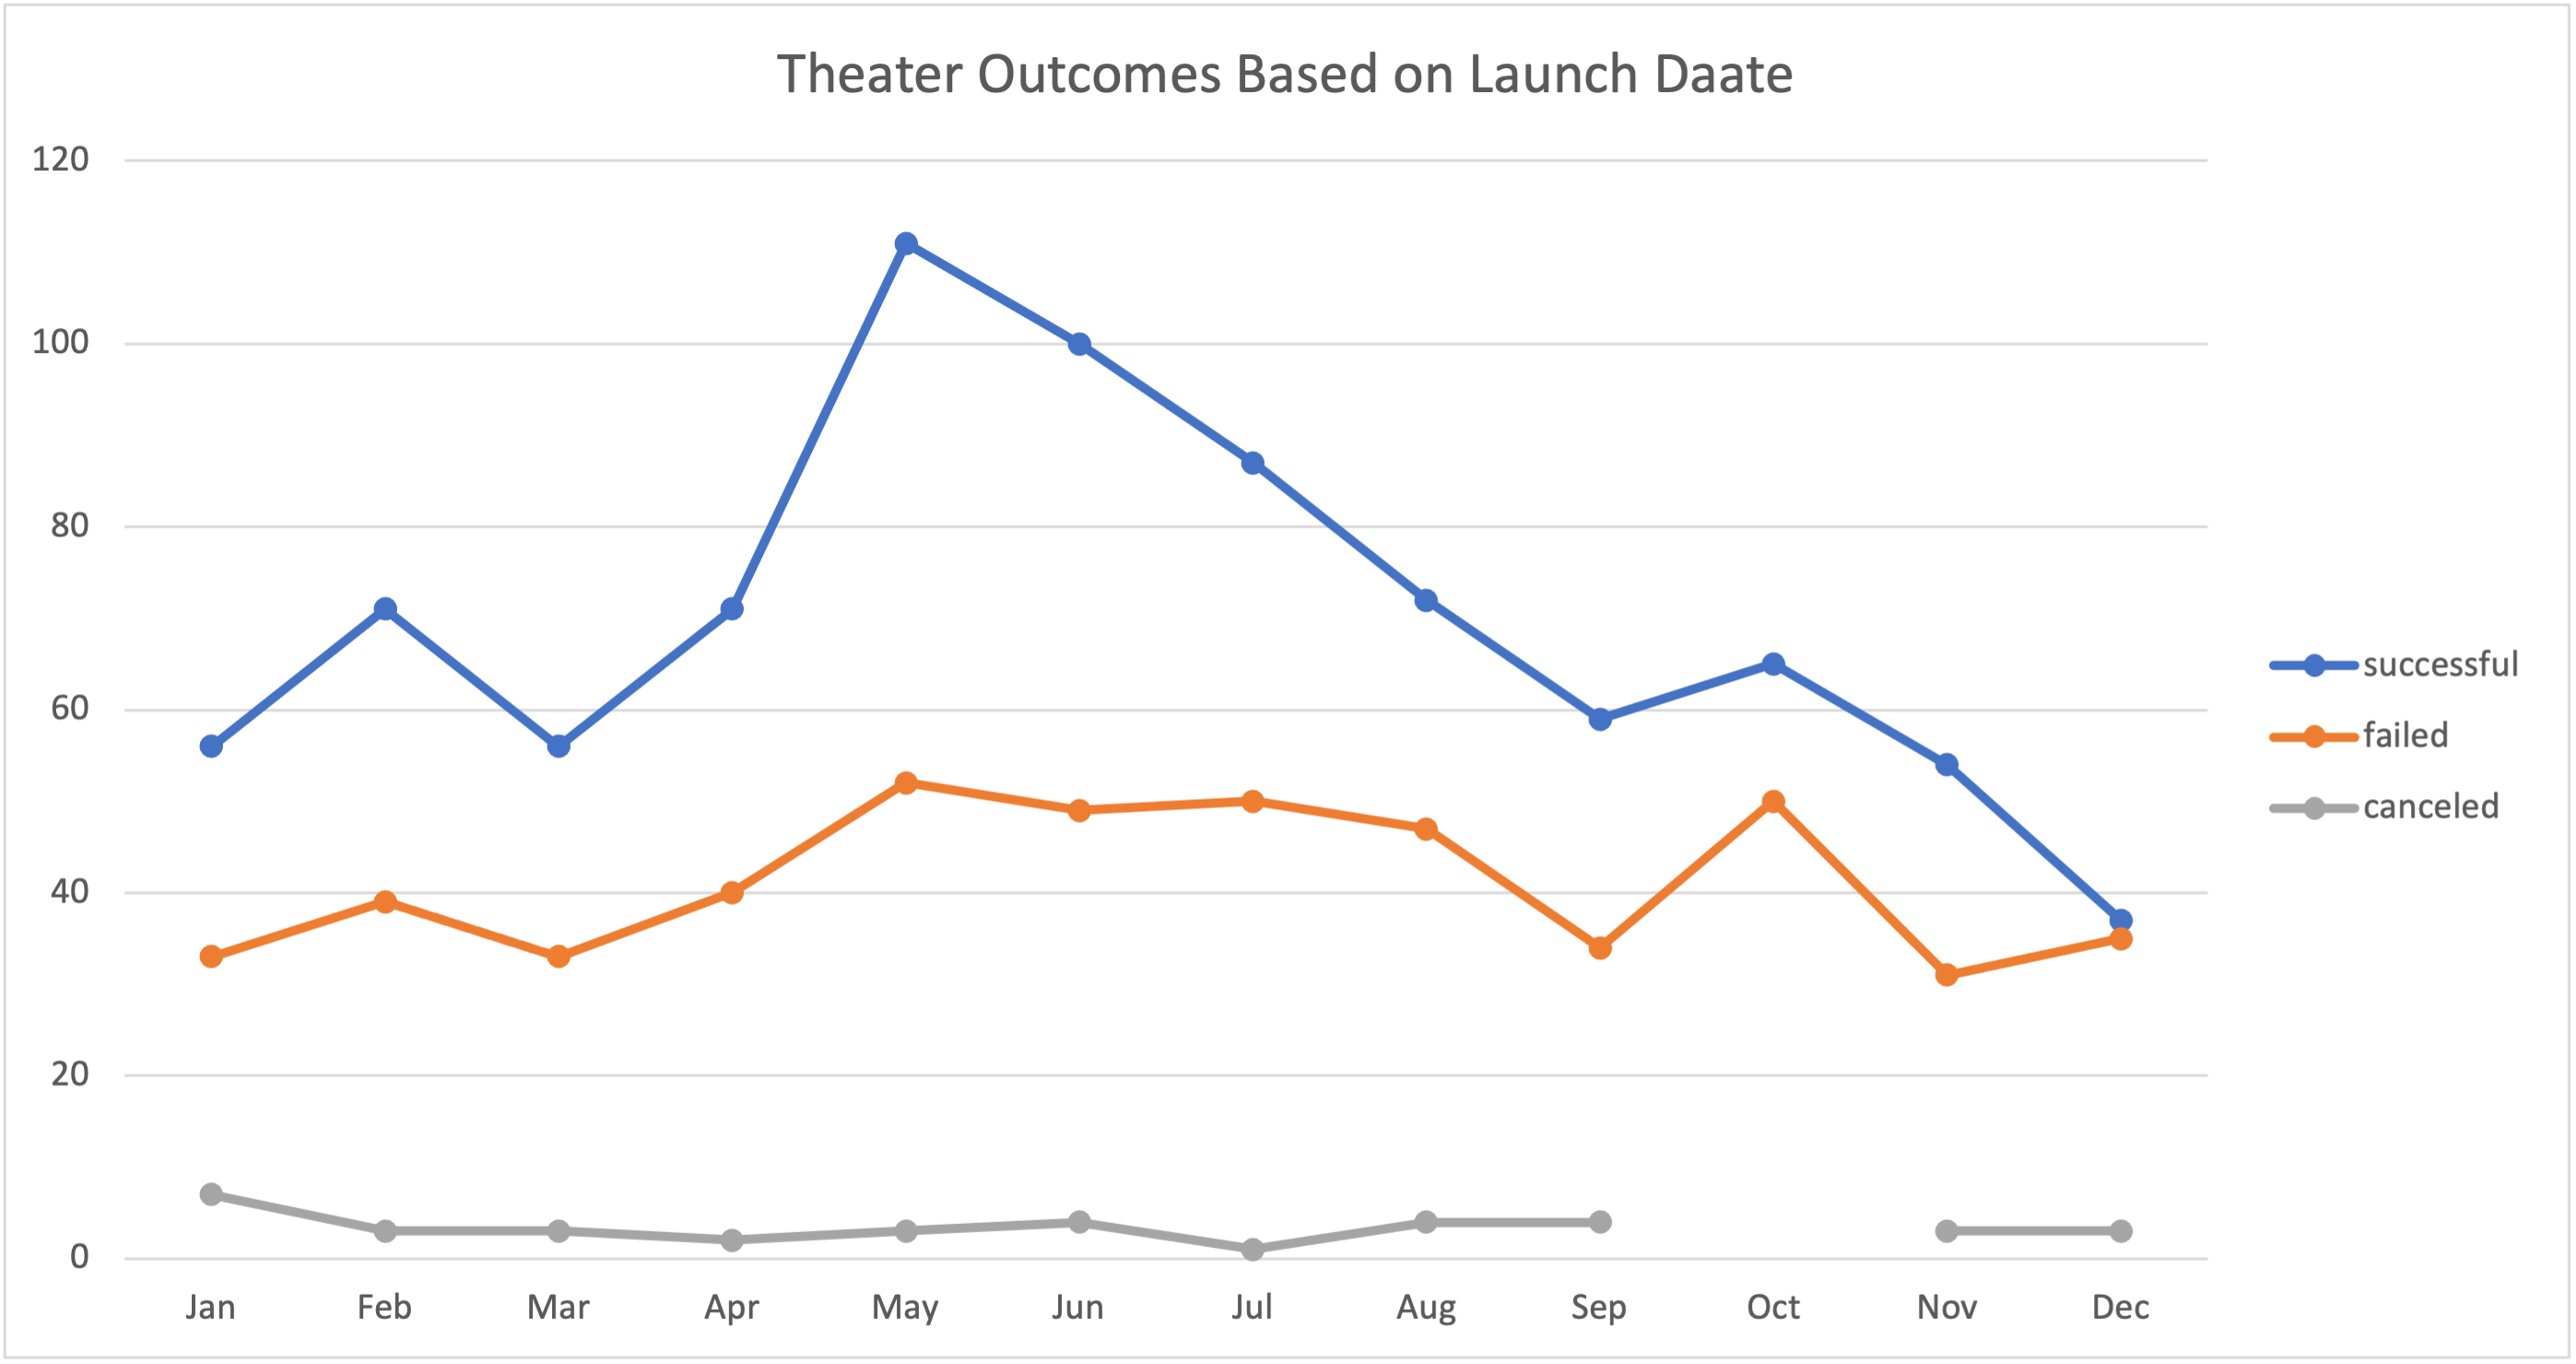 Theater Outcomes Based on Launch Daate
120
100
80
60
40
20
0
Jan Feb Mar Apr May Jun Jul Aug Sep Oct Nov Dec
successful
failed
canceled